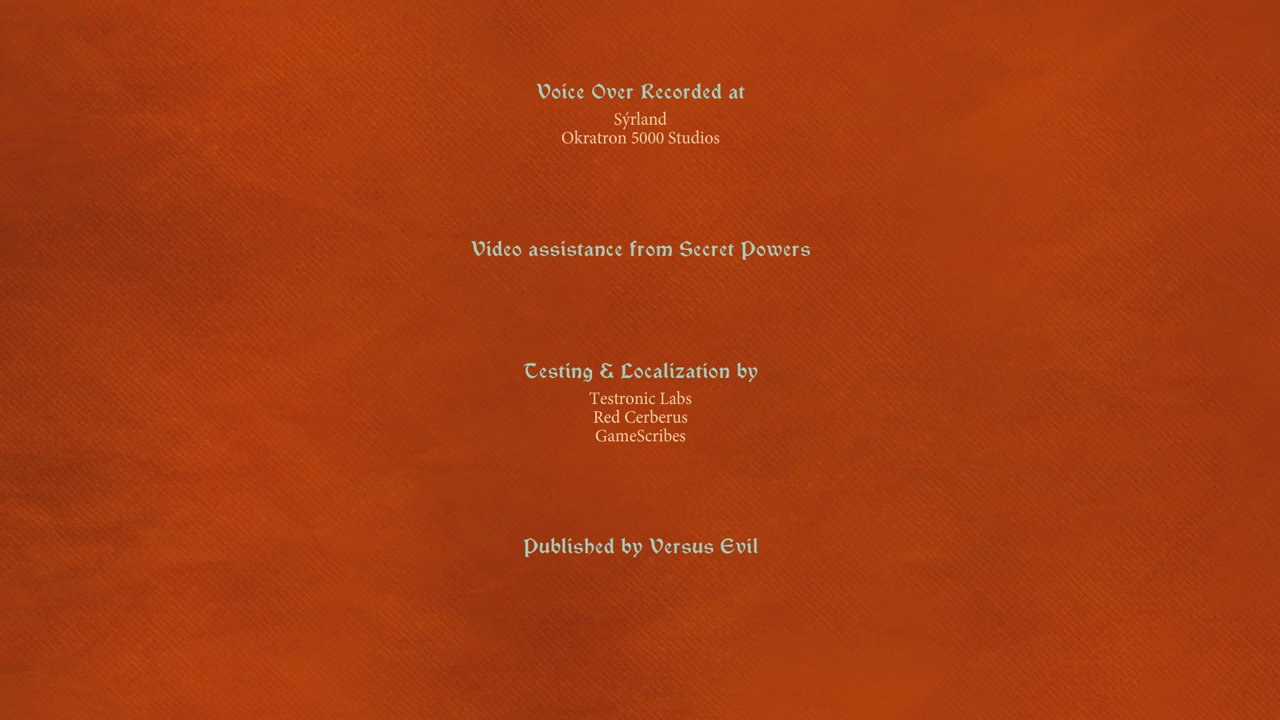 Voice Over Recorded at
Sýrland
Okratron 5000 Studios
Video assistance from Secret Powers
Testing & Localization by
Testronic Labs
Red Cerberus
GameScribes
Published by Versus Evil